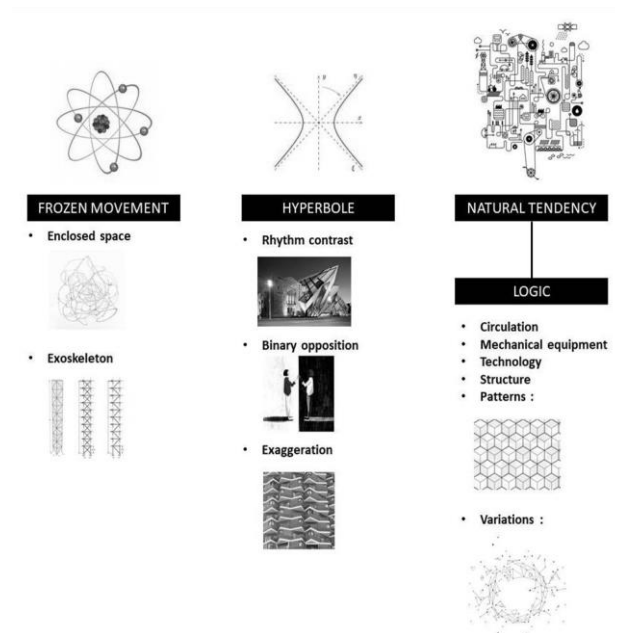 FROZEN MOVEMENT
• Enclosed space
• Exoskeleton
HYPERBOLE
• Rhythm contrast
• Binary opposition
• Exaggeration
NATURAL TENDENCY
LOGIC
• Circulation
• Mechanical equipment
• Technology
• Structure
• Patterns :
• Variations :